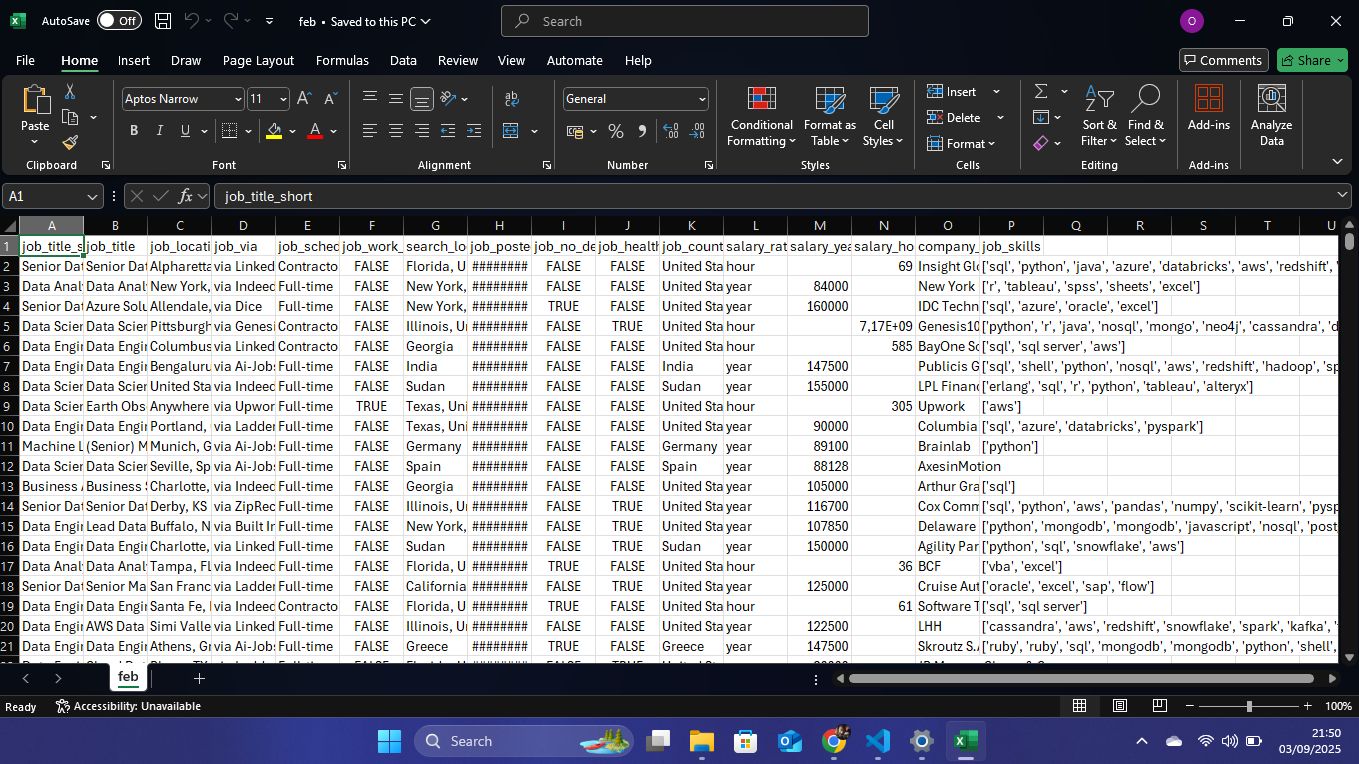 AutoSave Off feb • Saved to this PC Search O
File Home Insert Draw Page Layout Formulas Data Review View Automate Help Comments Share
Aptos Narrow 11 General Insert
Paste Conditional Formatting Format as Table Cell Styles Delete Sort & Filter Find & Select Add-ins Analyze Data
B I U Format
Clipboard Font Alignment Number Styles Cells Editing Add-ins
A1 fx job_title_short
A B C D E F G H I J K L M N O P Q R S T U
1 job_title_s job_title job_locati job_via job_sched job_work_ search_lo job_poste job_no_de job_health job_count salary_rat salary_yea salary_ho company_ job_skills
2 Senior Dat Senior Dat Alpharetta via Linked Contracto FALSE Florida, U ######## FALSE FALSE United Sta hour 69 Insight Glo ['sql', 'python', 'java', 'azure', 'databricks', 'aws', 'redshift', '
3 Data Anal Data Anal New York, via Indeed Full-time FALSE New York, ######## FALSE FALSE United Sta year 84000 New York ['r', 'tableau', 'spss', 'sheets', 'excel']
4 Senior Dat Azure Solu Allendale, via Dice Full-time FALSE New York, ######## TRUE FALSE United Sta year 160000 IDC Techn ['sql', 'azure', 'oracle', 'excel']
5 Data Scien Data Scien Pittsburgh via Genesi Contracto FALSE Illinois, U ######## FALSE TRUE United Sta hour 7,17E+09 Genesis10 ['python', 'r', 'java', 'nosql', 'mongo', 'neo4j', 'cassandra', 'd
6 Data Engin Data Engin Columbus via Linked Contracto FALSE Georgia ######## FALSE FALSE United Sta hour 585 BayOne So ['sql', 'sql server', 'aws']
7 Data Engin Data Engin Bengaluru via Ai-Jobs Full-time FALSE India ######## FALSE FALSE India year 147500 Publicis G ['sql', 'shell', 'python', 'nosql', 'aws', 'redshift', 'hadoop', 'sp
8 Data Scien Data Scien United Sta via Indeed Full-time FALSE Sudan ######## FALSE FALSE Sudan year 155000 LPL Financ ['erlang', 'sql', 'r', 'python', 'tableau', 'alteryx']
9 Data Scien Earth Obs Anywhere via Upwor Full-time TRUE Texas, Uni ######## FALSE FALSE United Sta hour 305 Upwork ['aws']
10 Data Engin Data Engin Portland, via Ladder Full-time FALSE Texas, Uni ######## FALSE FALSE United Sta year 90000 Columbia ['sql', 'azure', 'databricks', 'pyspark']
11 Machine L (Senior) M Munich, G via Ai-Jobs Full-time FALSE Germany ######## FALSE FALSE Germany year 89100 Brainlab ['python']
12 Data Scien Data Scien Seville, Sp via Ai-Jobs Full-time FALSE Spain ######## FALSE FALSE Spain year 88128 AxesinMotion
13 Business A Business S Charlotte, via Indeed Full-time FALSE Georgia ######## FALSE FALSE United Sta year 105000 Arthur Gra ['sql']
14 Senior Dat Senior Dat Derby, KS via ZipRec Full-time FALSE Illinois, U ######## FALSE TRUE United Sta year 116700 Cox Comm ['sql', 'python', 'aws', 'pandas', 'numpy', 'scikit-learn', 'pysp
15 Data Engin Lead Data Buffalo, N via Built In Full-time FALSE New York, ######## FALSE TRUE United Sta year 107850 Delaware ['python', 'mongodb', 'mongodb', 'javascript', 'nosql', 'post
16 Data Engin Data Engin Charlotte, via Linked Full-time FALSE Sudan ######## FALSE TRUE Sudan year 150000 Agility Par ['python', 'sql', 'snowflake', 'aws']
17 Data Anal Data Anal Tampa, FL via Indeed Full-time FALSE Florida, U ######## TRUE FALSE United Sta hour 36 BCF ['vba', 'excel']
18 Senior Dat Senior Ma San Franc via Ladder Full-time FALSE California ######## FALSE TRUE United Sta year 125000 Cruise Aut ['oracle', 'excel', 'sap', 'flow']
19 Data Engin Data Engin Santa Fe, via Indeed Contracto FALSE Florida, U ######## TRUE FALSE United Sta hour 61 Software T ['sql', 'sql server']
20 Data Engin AWS Data Simi Valle via Linked Full-time FALSE Illinois, U ######## FALSE FALSE United Sta year 122500 LHH ['cassandra', 'aws', 'redshift', 'snowflake', 'spark', 'kafka', '
21 Data Engin Data Engin Athens, Gr via Ai-Jobs Full-time FALSE Greece ######## TRUE FALSE Greece year 147500 Skroutz S.A ['ruby', 'ruby', 'sql', 'mongodb', 'mongodb', 'python', 'shell',
feb
Ready Accessibility: Unavailable 100%
Search 21:50
03/09/2025